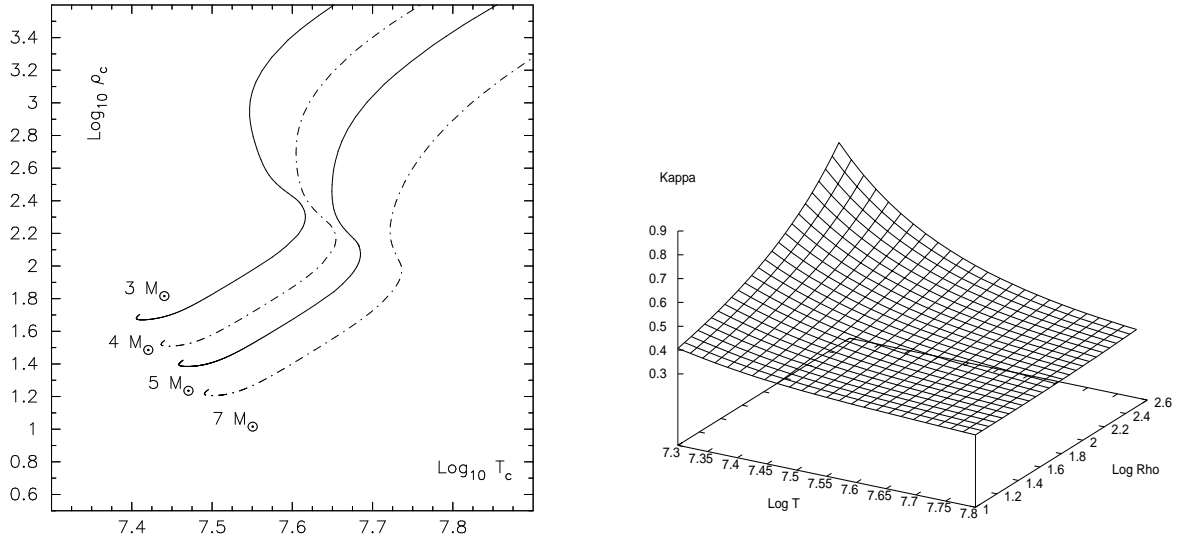 3.4
3.2
3
2.8
2.6
2.4
2.2
2
1.8
1.6
1.4
1.2
1
0.8
0.6
Log10 ρc
3 M⊙
4 M⊙
5 M⊙
7 M⊙
Log10 Tc
7.4 7.5 7.6 7.7 7.8
Kappa
0.9
0.8
0.7
0.6
0.5
0.4
0.3
7.3 7.35 7.4 7.45 7.5 7.55 7.6 7.65 7.7 7.75 7.8
Log T
1 1.2 1.4 1.6 1.8 2 2.2 2.4 2.6
Log Rho